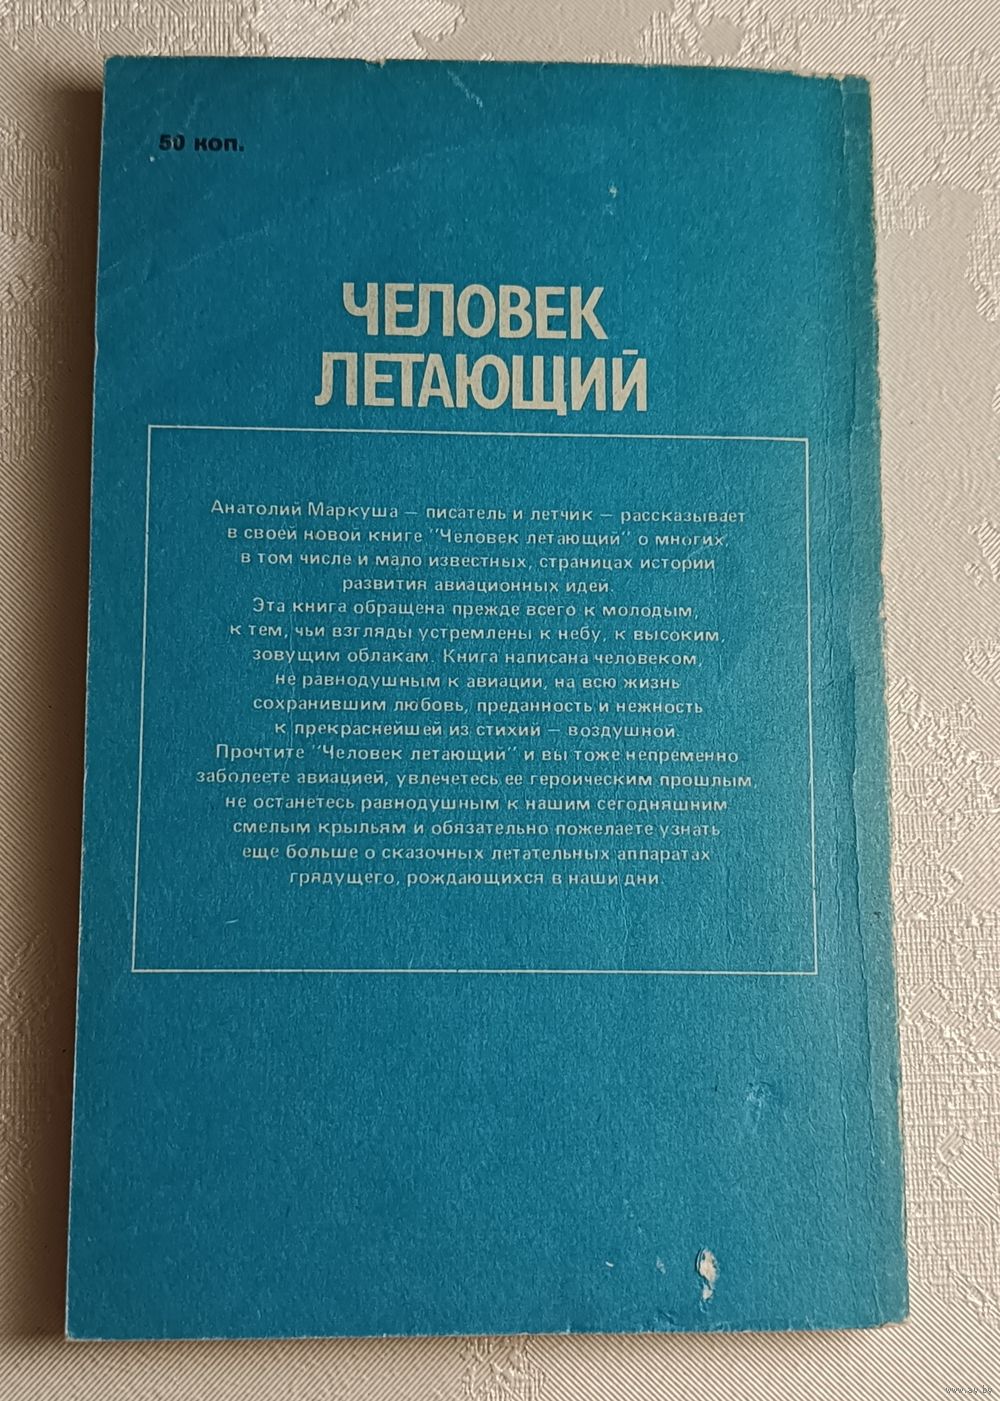 50 коп.
ЧЕЛОВЕК
ЛЕТАЮЩИЙ
Анатолий Маркуша — писатель и летчик — рассказывает
в своей новой книге "Человек летающий" о многих,
в том числе и мало известных, страницах истории
развития авиационных идей.
Эта книга обращена прежде всего к молодым,
к тем, чьи взгляды устремлены к небу, к высоким,
зовущим облакам. Книга написана человеком,
не равнодушным к авиации, на всю жизнь
сохранившим любовь, преданность и нежность
к прекраснейшей из стихий — воздушной.
Прочтите "Человек летающий" и вы тоже непременно
заболеете авиацией, увлечетесь ее героическим прошлым,
не останетесь равнодушным к нашим сегодняшним
смелым крыльям и обязательно пожелаете узнать
еще больше о сказочных летательных аппаратах
грядущего, рождающихся в наши дни.
www.ay.by